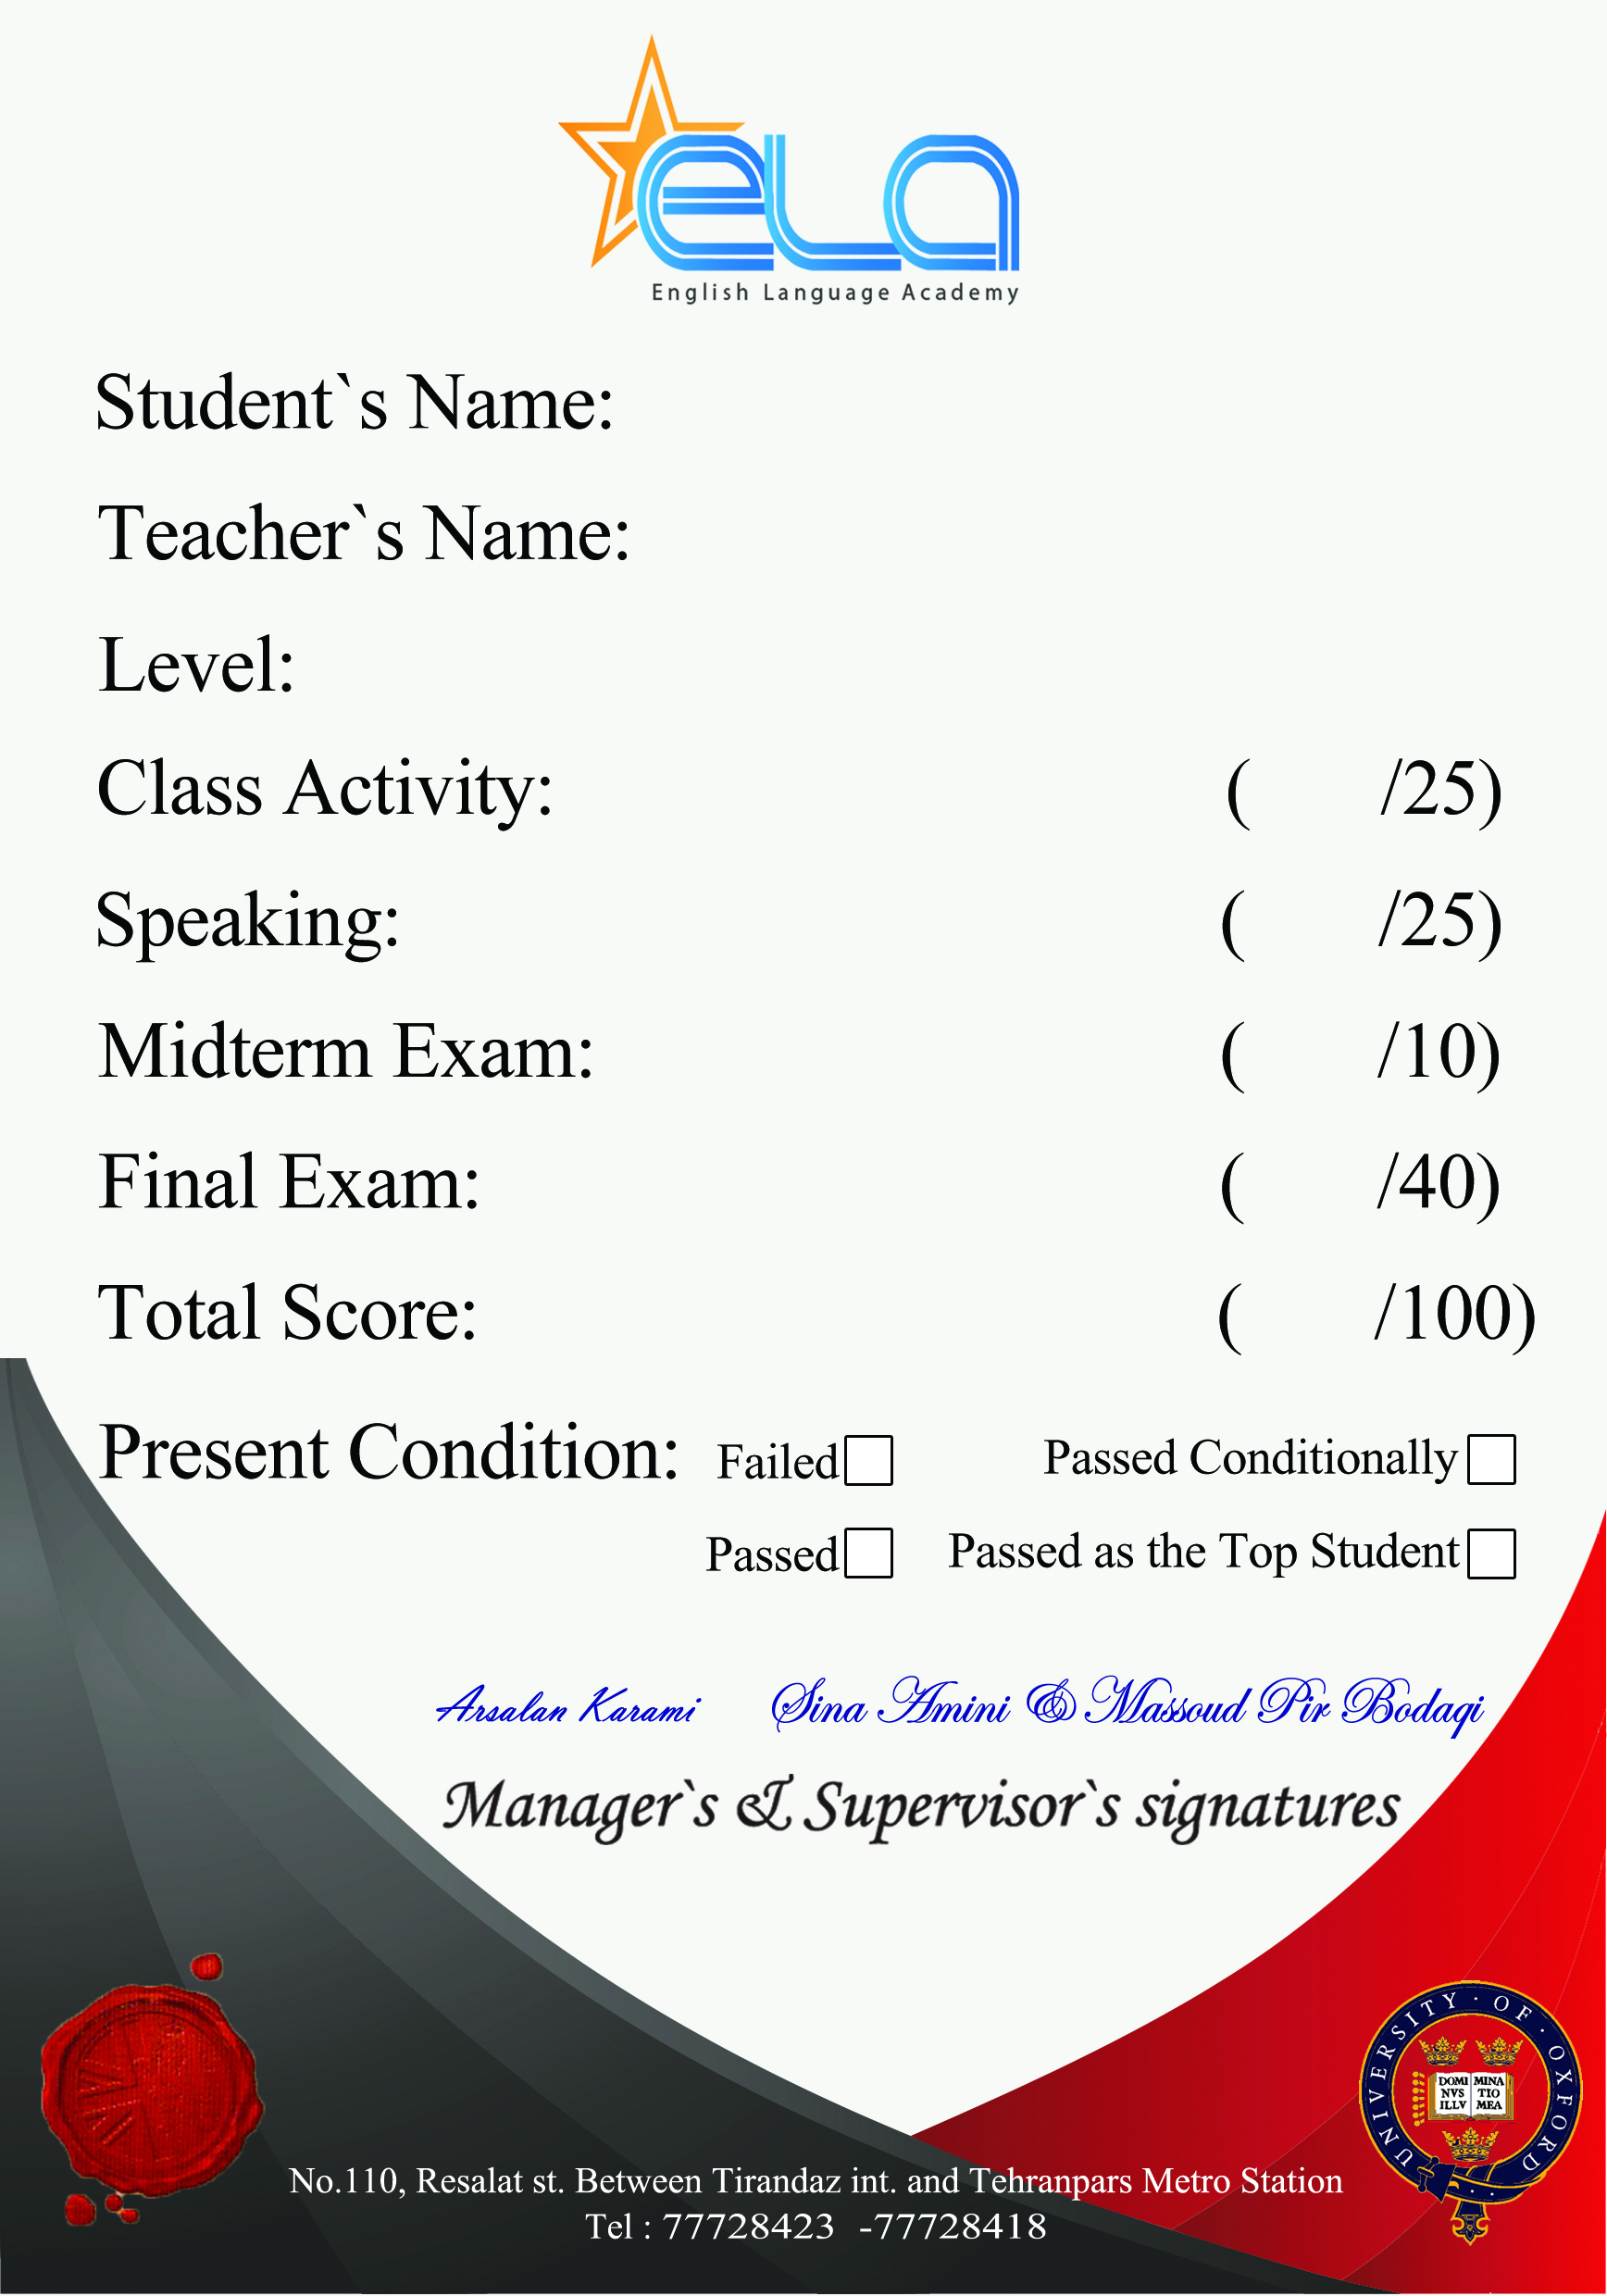 ela
English Language Academy
Student`s Name:
Teacher`s Name:
Level:
Class Activity: ( /25)
Speaking: ( /25)
Midterm Exam: ( /10)
Final Exam: ( /40)
Total Score: ( /100)
Present Condition: Failed Passed Conditionally
Passed Passed as the Top Student
Arsalan Karami Sina Amini & Massoud Pir Bodaqi
Manager`s & Supervisor`s signatures
UNIVERSITY · OF · OXFORD
DOMI MINA
NVS TIO
ILLV MEA
No.110, Resalat st. Between Tirandaz int. and Tehranpars Metro Station
Tel : 77728423 -77728418